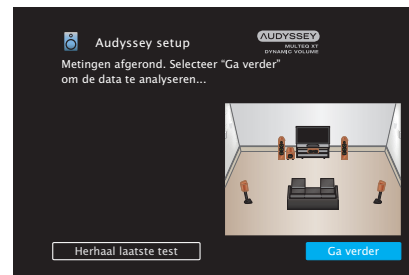 Audyssey setup
AUDYSSEY
MULTEQ XT
DYNAMIC VOLUME
Metingen afgerond. Selecteer “Ga verder”
om de data te analyseren...
Herhaal laatste test
Ga verder